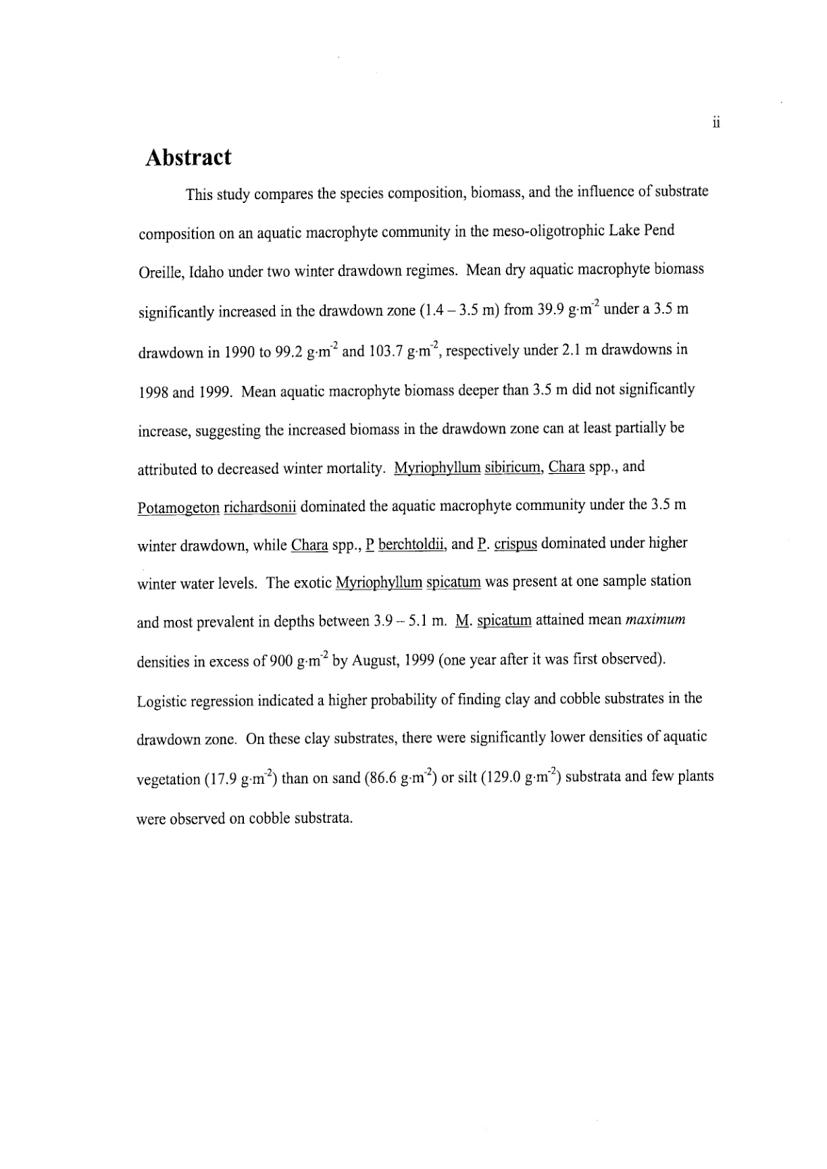 ii
Abstract
This study compares the species composition, biomass, and the influence of substrate
composition on an aquatic macrophyte community in the meso-oligotrophic Lake Pend
Oreille, Idaho under two winter drawdown regimes. Mean dry aquatic macrophyte biomass
significantly increased in the drawdown zone (1.4 – 3.5 m) from 39.9 g·m⁻² under a 3.5 m
drawdown in 1990 to 99.2 g·m⁻² and 103.7 g·m⁻², respectively under 2.1 m drawdowns in
1998 and 1999. Mean aquatic macrophyte biomass deeper than 3.5 m did not significantly
increase, suggesting the increased biomass in the drawdown zone can at least partially be
attributed to decreased winter mortality. Myriophyllum sibiricum, Chara spp., and
Potamogeton richardsonii dominated the aquatic macrophyte community under the 3.5 m
winter drawdown, while Chara spp., P berchtoldii, and P. crispus dominated under higher
winter water levels. The exotic Myriophyllum spicatum was present at one sample station
and most prevalent in depths between 3.9 – 5.1 m. M. spicatum attained mean maximum
densities in excess of 900 g·m⁻² by August, 1999 (one year after it was first observed).
Logistic regression indicated a higher probability of finding clay and cobble substrates in the
drawdown zone. On these clay substrates, there were significantly lower densities of aquatic
vegetation (17.9 g·m⁻²) than on sand (86.6 g·m⁻²) or silt (129.0 g·m⁻²) substrata and few plants
were observed on cobble substrata.